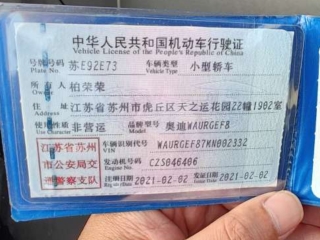 中华人民共和国机动车行驶证
Vehicle License of the People's Republic of China
号牌号码 苏E92E73 车辆类型 小型轿车
Plate No. Vehicle Type
所有人 柏荣荣
Owner
住址 江苏省苏州市虎丘区天之运花园22幢1902室
Address
使用性质 非营运 品牌型号 奥迪WAURGEF8
Use Character Model
江苏省苏州市公安局交通警察支队
车辆识别代号 WAURGEF87MN002332
VIN
发动机号码 CZS046406
Engine No.
注册日期 2021-02-02 发证日期 2021-02-02
Register Date Issue Date